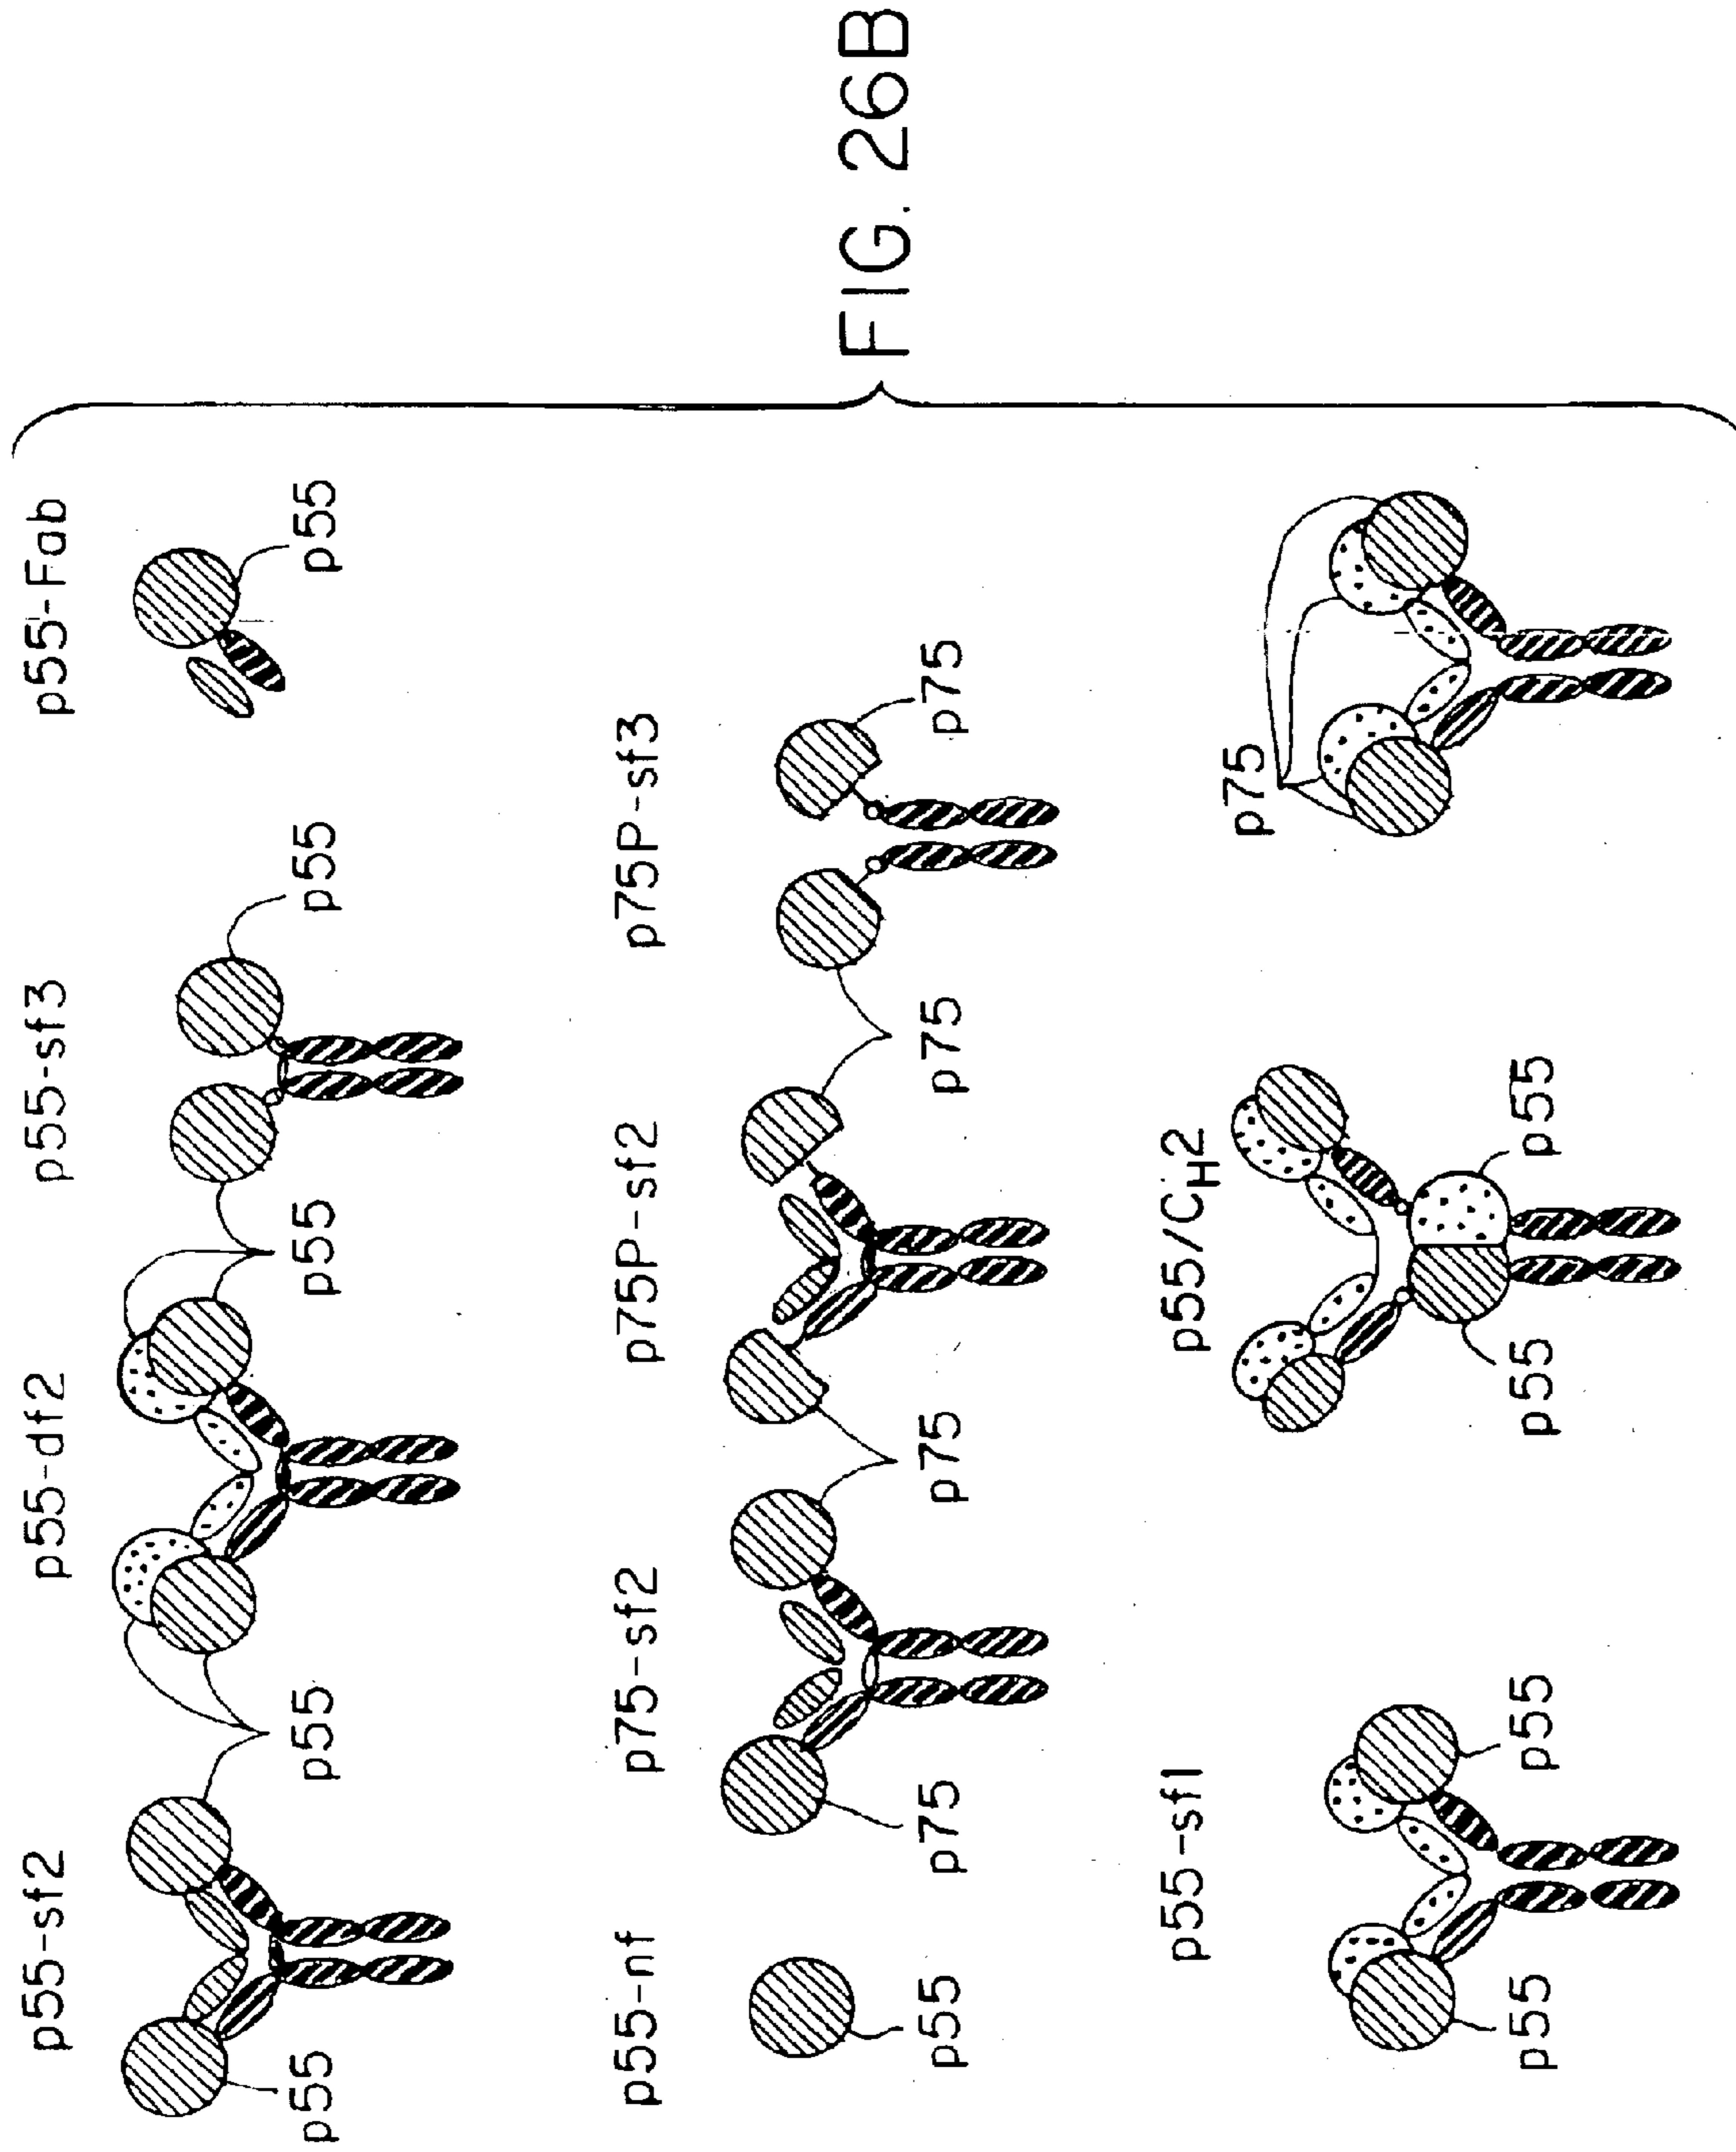 p55-sf2 p55-df2 p55-sf3 p55-Fab
p55 p55 p55 p55 p55
p55-nf p75-sf2 p75P-sf2 p75P-sf3
p55 p75 p75 p75 p75
p55-sf1 p55/CH2 p75
p55 p55 p55 p55
FIG. 26B